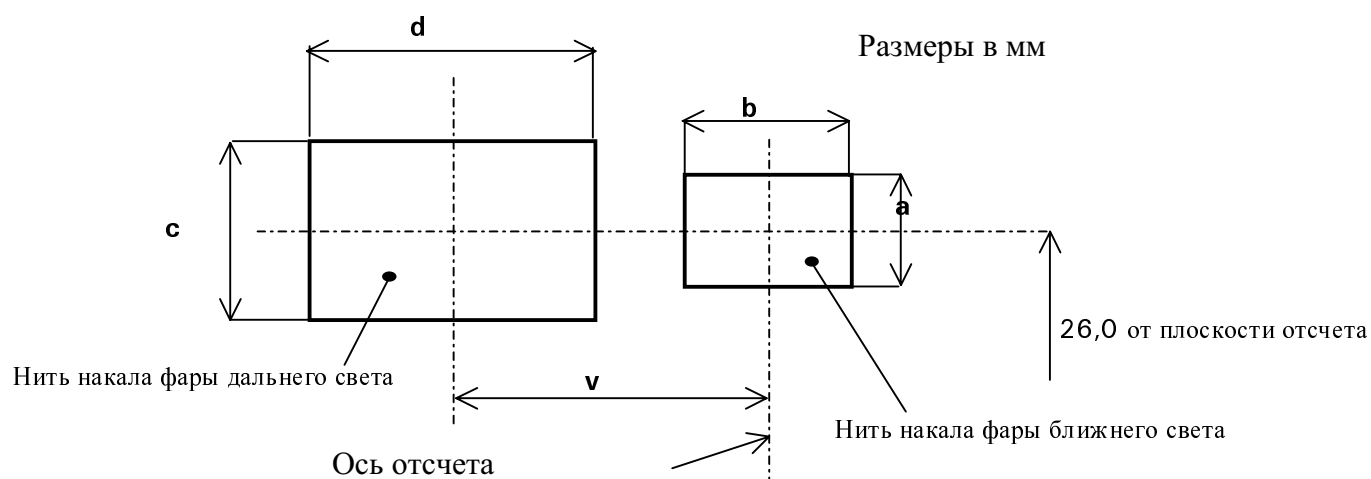 d
Размеры в мм
b
a
c
26,0 от плоскости отсчета
Нить накала фары дальнего света
v
Нить накала фары ближнего света
Ось отсчета